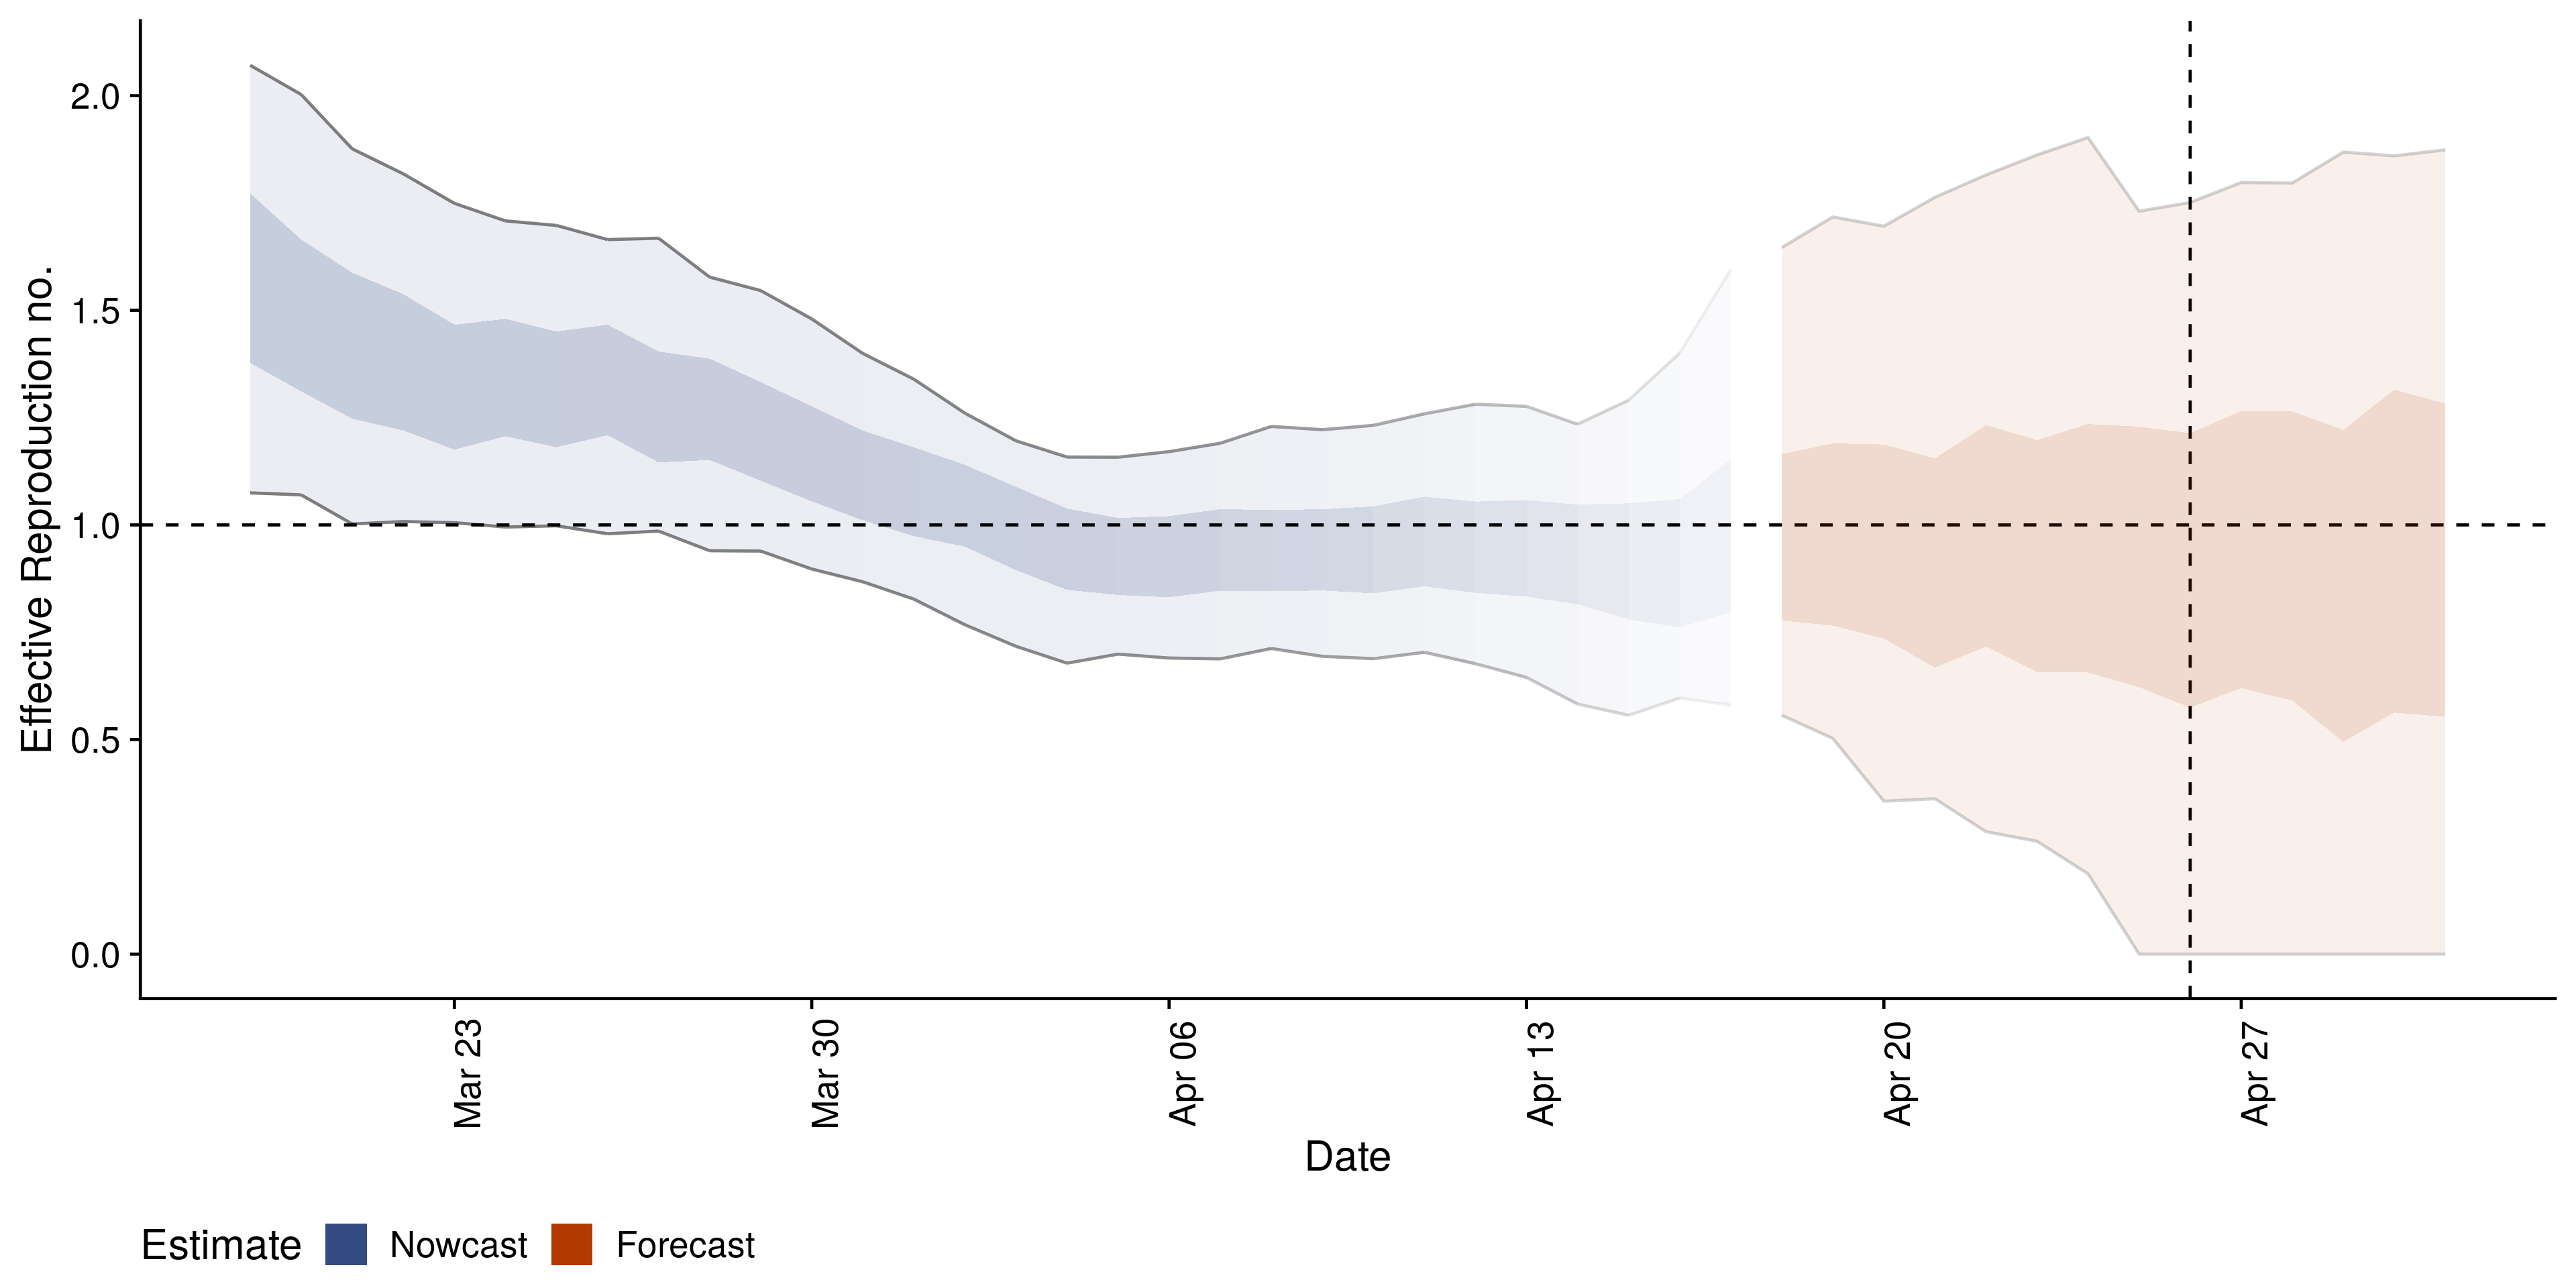 Effective Reproduction no.
2.0
1.5
1.0
0.5
0.0
Mar 23
Mar 30
Apr 06
Apr 13
Apr 20
Apr 27
Date
Estimate Nowcast Forecast